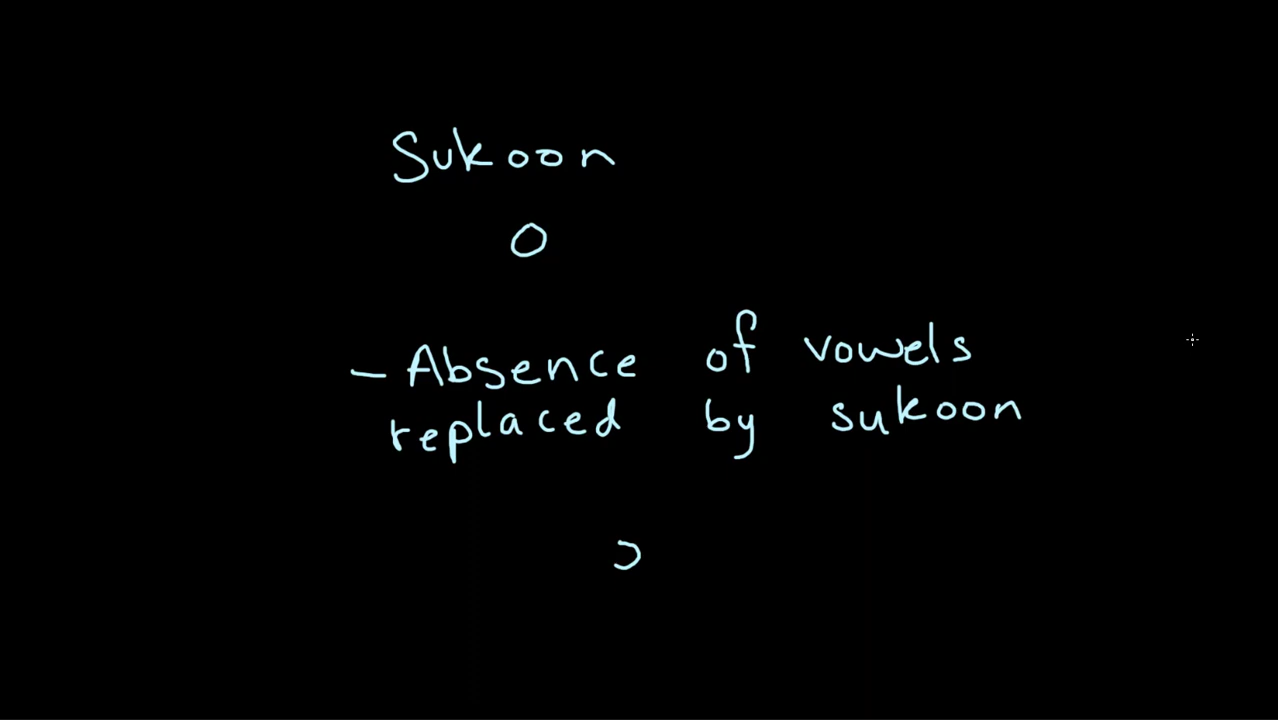 Sukoon
ο
- Absence of vowels
replaced by sukoon
د